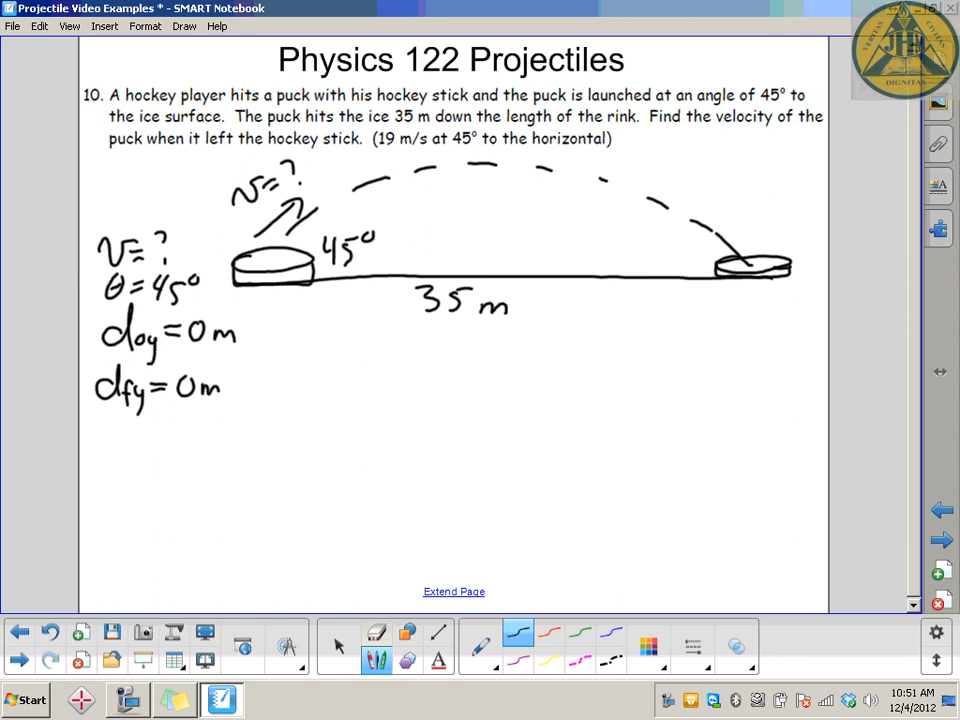 Projectile Video Examples * - SMART Notebook
File Edit View Insert Format Draw Help
Physics 122 Projectiles
10. A hockey player hits a puck with his hockey stick and the puck is launched at an angle of 45° to
the ice surface. The puck hits the ice 35 m down the length of the rink. Find the velocity of the
puck when it left the hockey stick. (19 m/s at 45° to the horizontal)
v=?
45°
v=?
θ=45°
35 m
doy=0m
dfy=0m
Extend Page
Start
10:51 AM
12/4/2012
VERITAS
CIVITAS
JHM
DIGNITAS